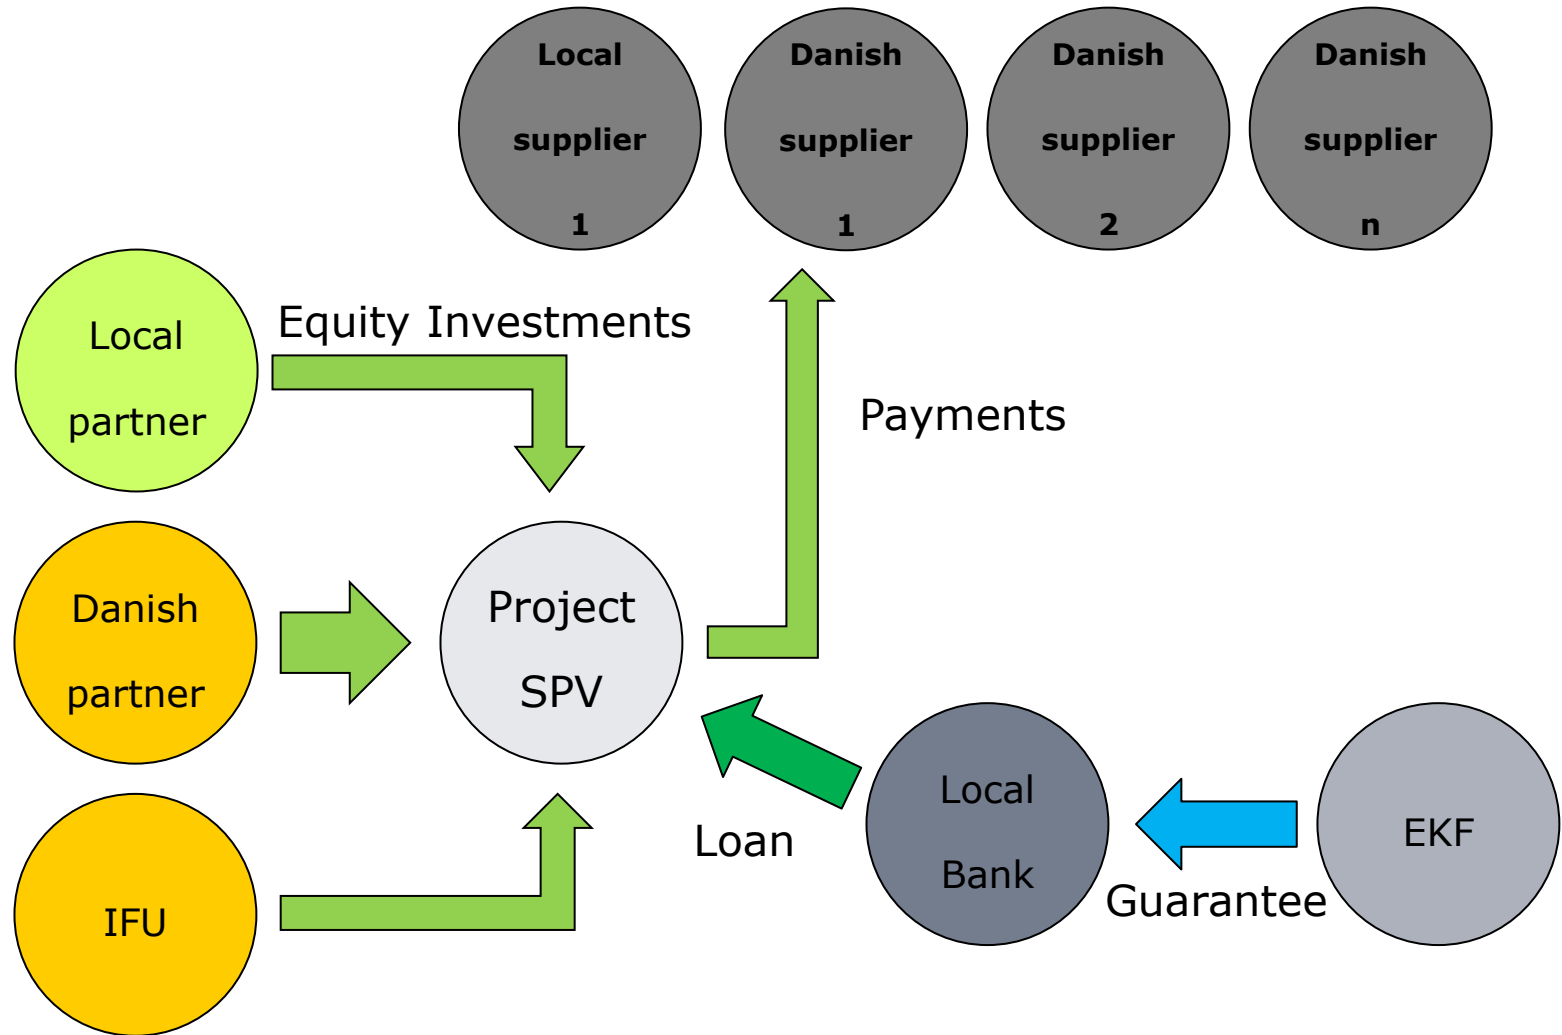 Local
supplier
1
Danish
supplier
1
Danish
supplier
2
Danish
supplier
n
Local
partner
Equity Investments
Payments
Danish
partner
Project
SPV
IFU
Loan
Local
Bank
Guarantee
EKF